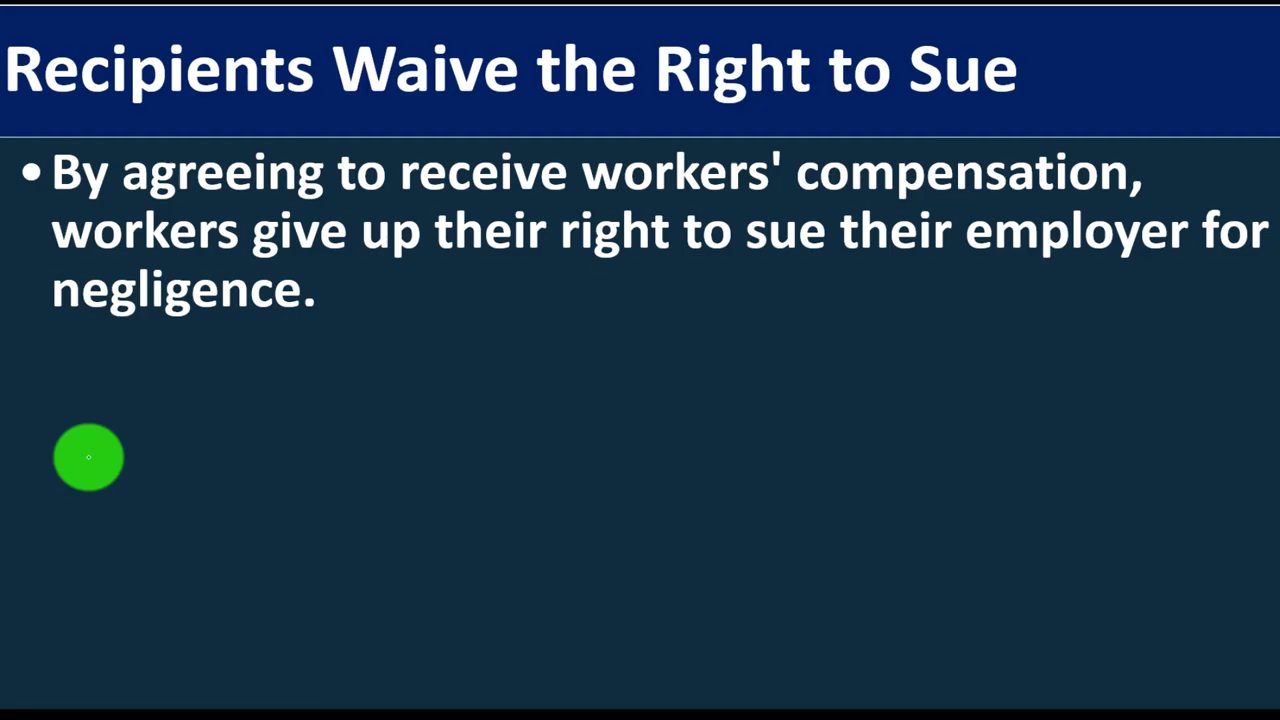 Recipients Waive the Right to Sue
•By agreeing to receive workers' compensation,
workers give up their right to sue their employer for
negligence.